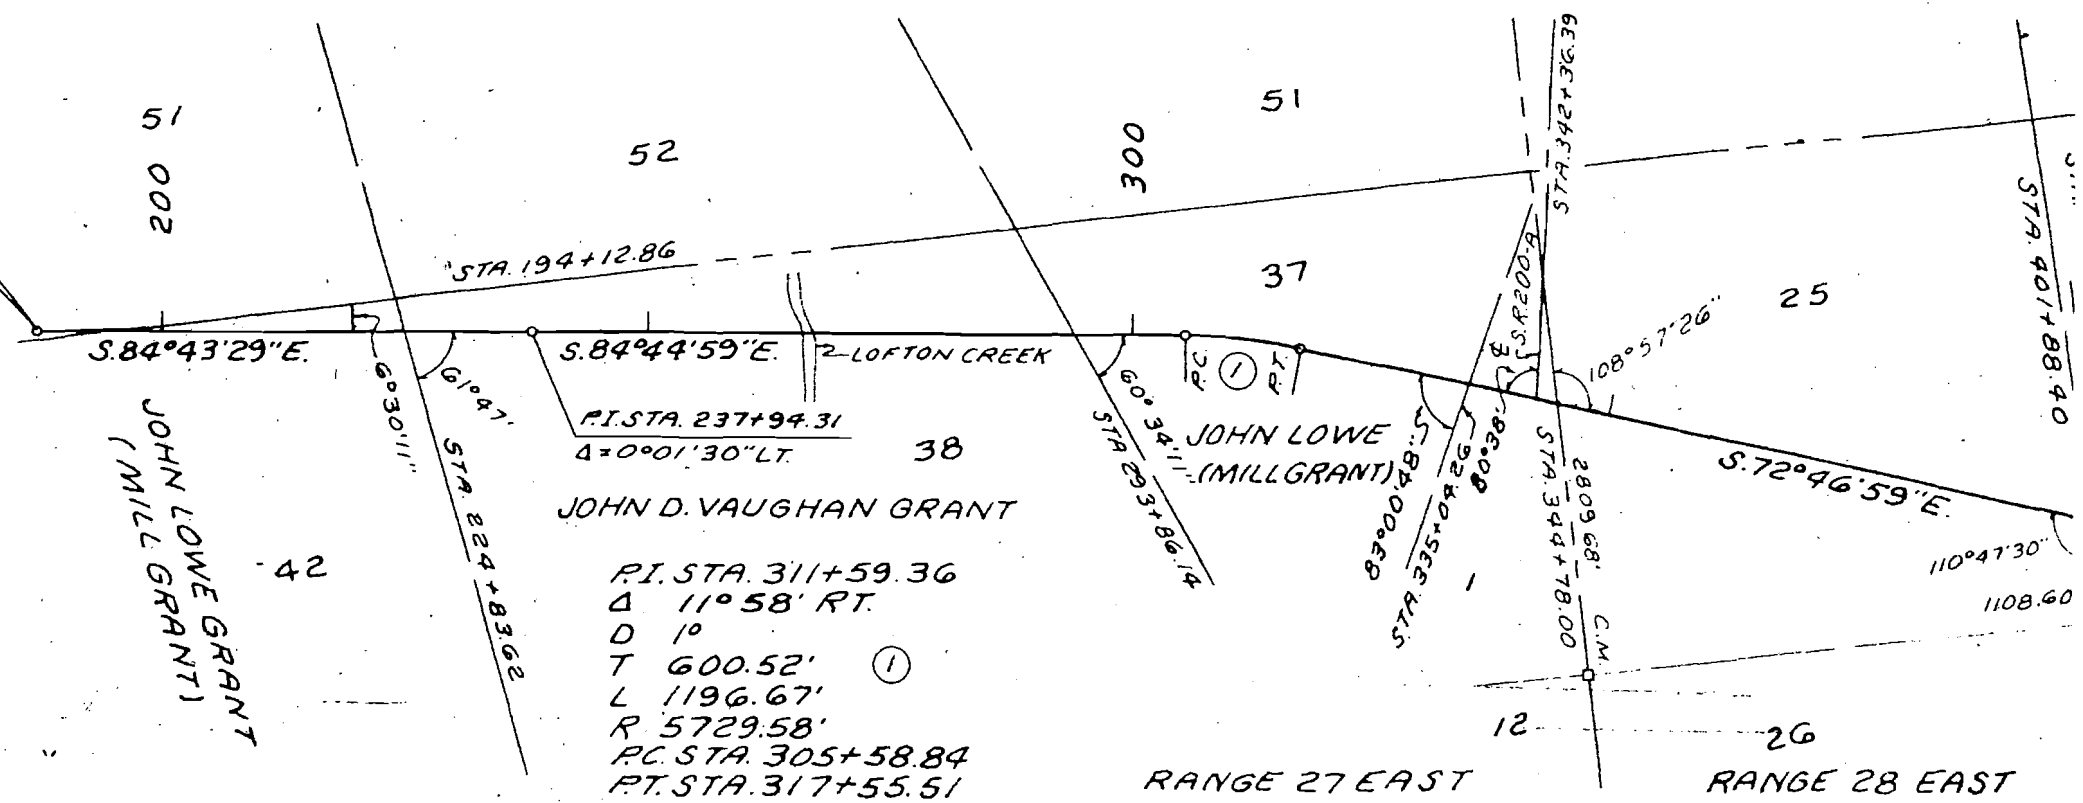 51
200
52
300
51
37
25
STA. 342+36.39
STA. 401+88.40
STA. 194+12.86
S.84°43'29"E.
6°30'11"
61°47'
STA. 224+83.62
S.84°44'59"E.
LOFTON CREEK
P.I. STA. 237+94.31
Δ=0°01'30"LT.
38
JOHN D. VAUGHAN GRANT
JOHN LOWE GRANT
(MILL GRANT)
42
60°34'11"
STA 293+86.14
P.C.
1
P.T.
JOHN LOWE
(MILL GRANT)
83°00'48"
STA. 335+04.26
80°38'
S.R.200-A
108°57'26"
STA. 344+78.00
2809.68'
C.M.
S.72°46'59"E.
110°47'30"
1108.60
1
P.I. STA. 311+59.36
Δ 11°58' RT.
D 1°
T 600.52'
1
L 1196.67'
R 5729.58'
P.C. STA. 305+58.84
P.T. STA. 317+55.51
12
26
RANGE 27 EAST
RANGE 28 EAST